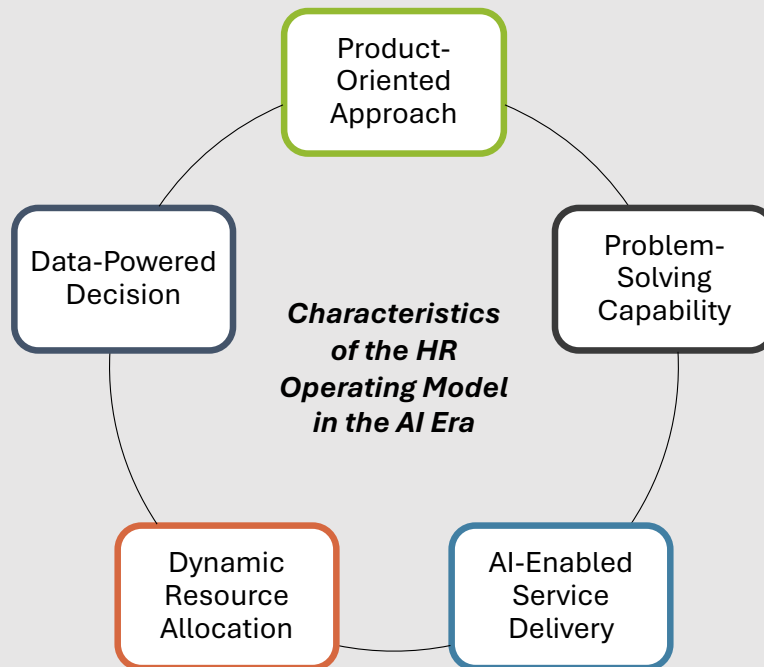 Product-
Oriented
Approach
Data-Powered
Decision
Problem-
Solving
Capability
Characteristics
of the HR
Operating Model
in the AI Era
Dynamic
Resource
Allocation
AI-Enabled
Service
Delivery